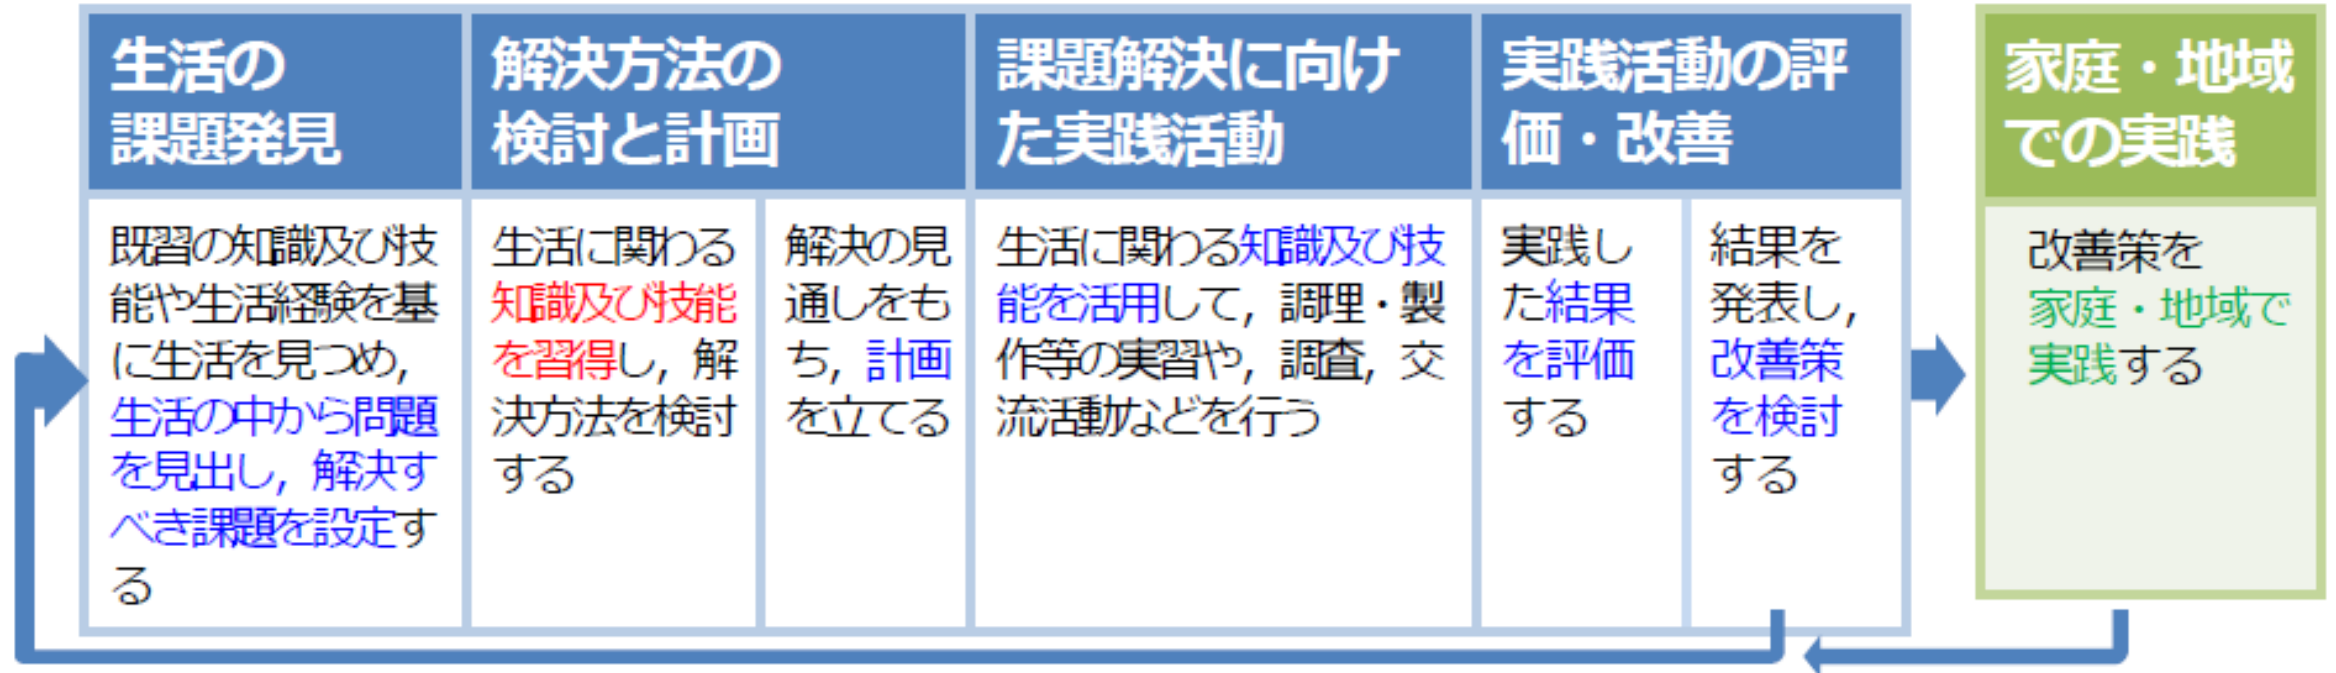 生活の
課題発見
解決方法の
検討と計画
課題解決に向け
た実践活動
実践活動の評
価・改善
家庭・地域
での実践
既習の知識及び技
能や生活経験を基
に生活を見つめ,
生活の中から問題
を見出し, 解決す
べき課題を設定す
る
生活に関わる
知識及び技能
を習得し, 解
決方法を検討
する
解決の見
通しをも
ち, 計画
を立てる
生活に関わる知識及び技
能を活用して, 調理・製
作等の実習や, 調査, 交
流活動などを行う
実践し
た結果
を評価
する
結果を
発表し,
改善策
を検討
する
改善策を
家庭・地域で
実践する